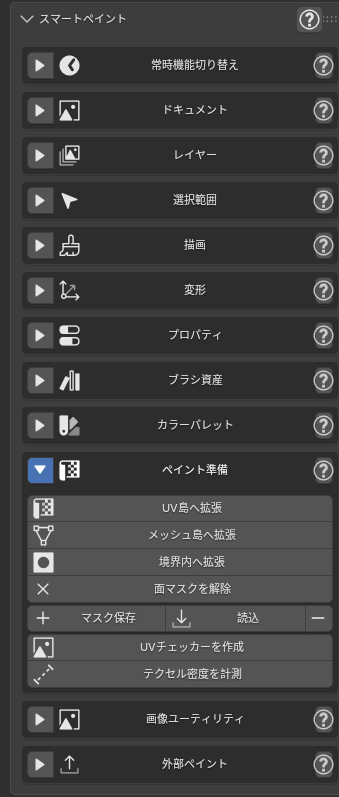 スマートペイント
常時機能切り替え
ドキュメント
レイヤー
選択範囲
描画
変形
プロパティ
ブラシ資産
カラーパレット
ペイント準備
UV島へ拡張
メッシュ島へ拡張
境界内へ拡張
面マスクを解除
マスク保存 読込
UVチェッカーを作成
テクセル密度を計測
画像ユーティリティ
外部ペイント